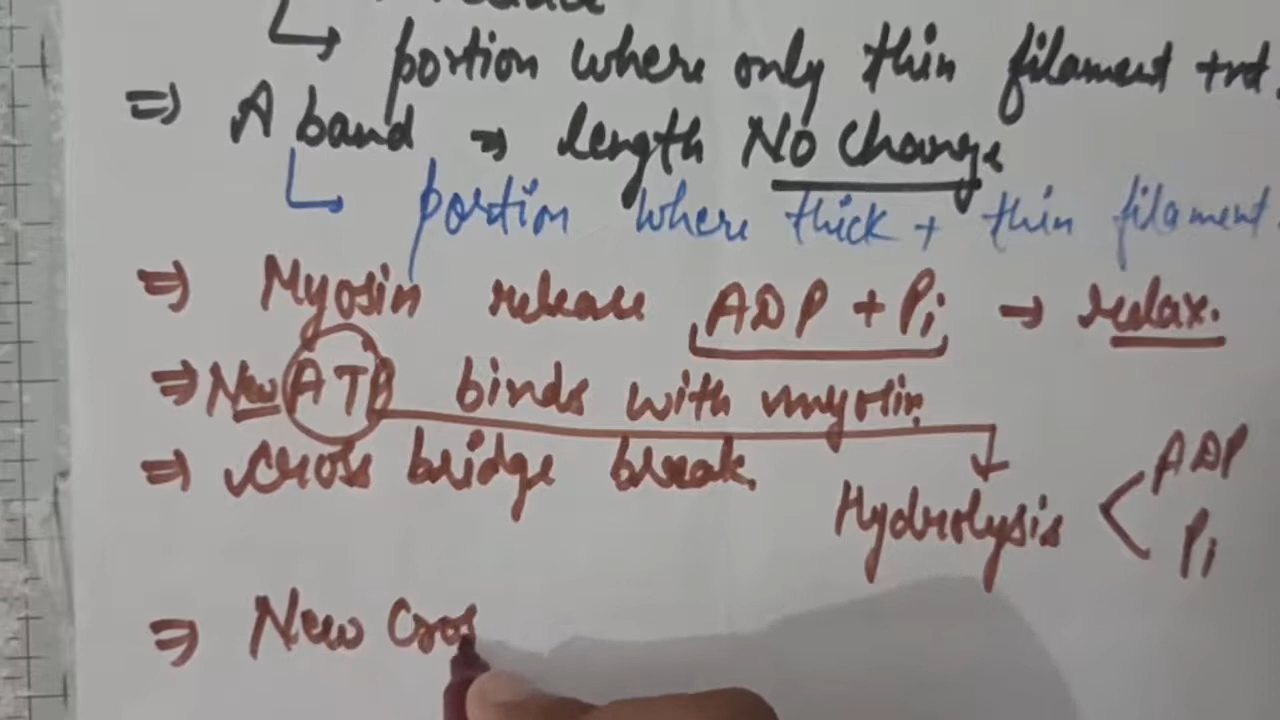 ↳ portion where only thin filament +nt.
⇒ A band ⇒ length No change
↳ portion where thick + thin filament.
⇒ Myosin release ADP + Pi → relax.
⇒ New ATP binds with myosin.
⇒ cross bridge break.
Hydrolysis < ADP
Pi
⇒ New Cros